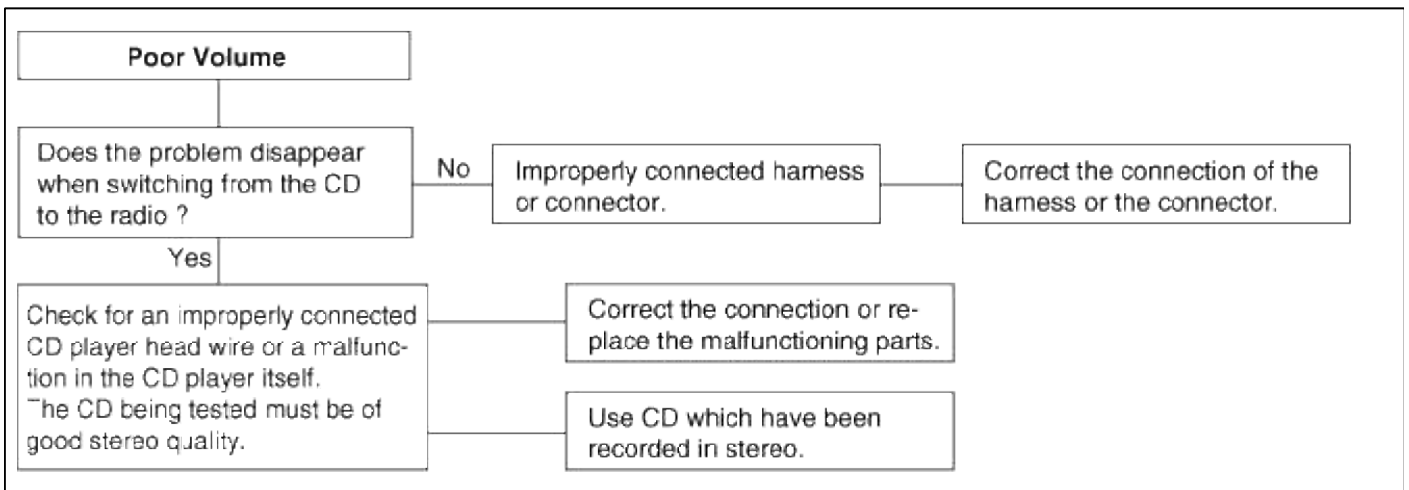 Poor Volume
Does the problem disappear
when switching from the CD
to the radio ?
No
Improperly connected harness
or connector.
Correct the connection of the
harness or the connector.
Yes
Check for an improperly connected
CD player head wire or a malfunc-
tion in the CD player itself.
The CD being tested must be of
good stereo quality.
Correct the connection or re-
place the malfunctioning parts.
Use CD which have been
recorded in stereo.